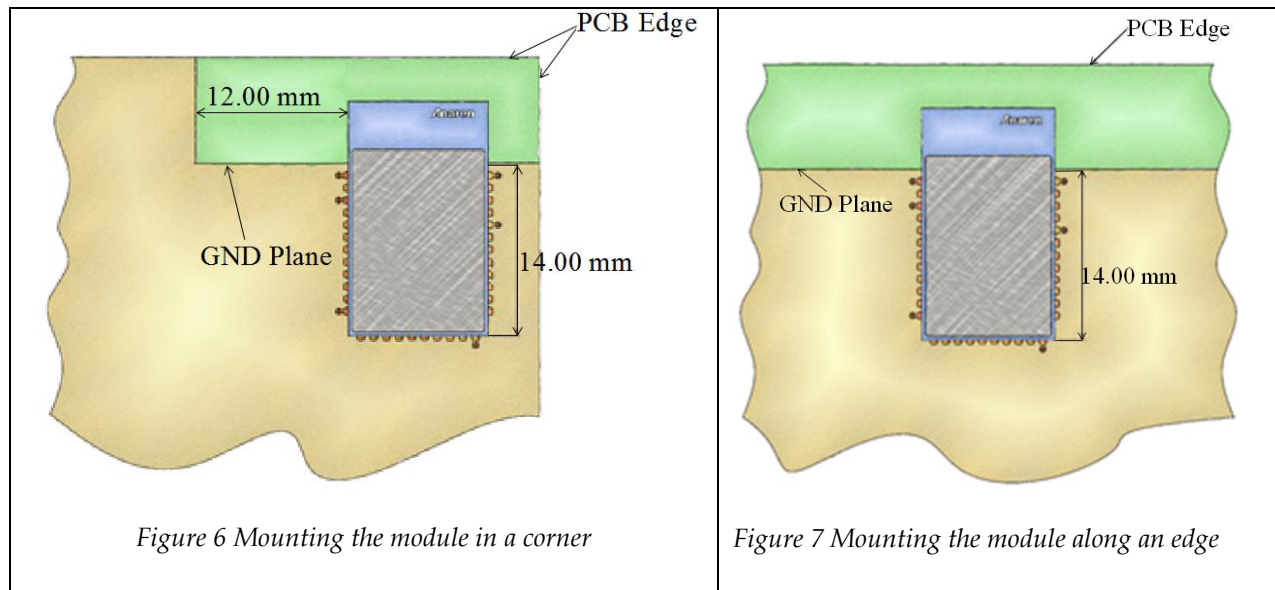 PCB Edge
12.00 mm
Anaren
GND Plane
14.00 mm
Figure 6 Mounting the module in a corner
PCB Edge
Anaren
GND Plane
14.00 mm
Figure 7 Mounting the module along an edge